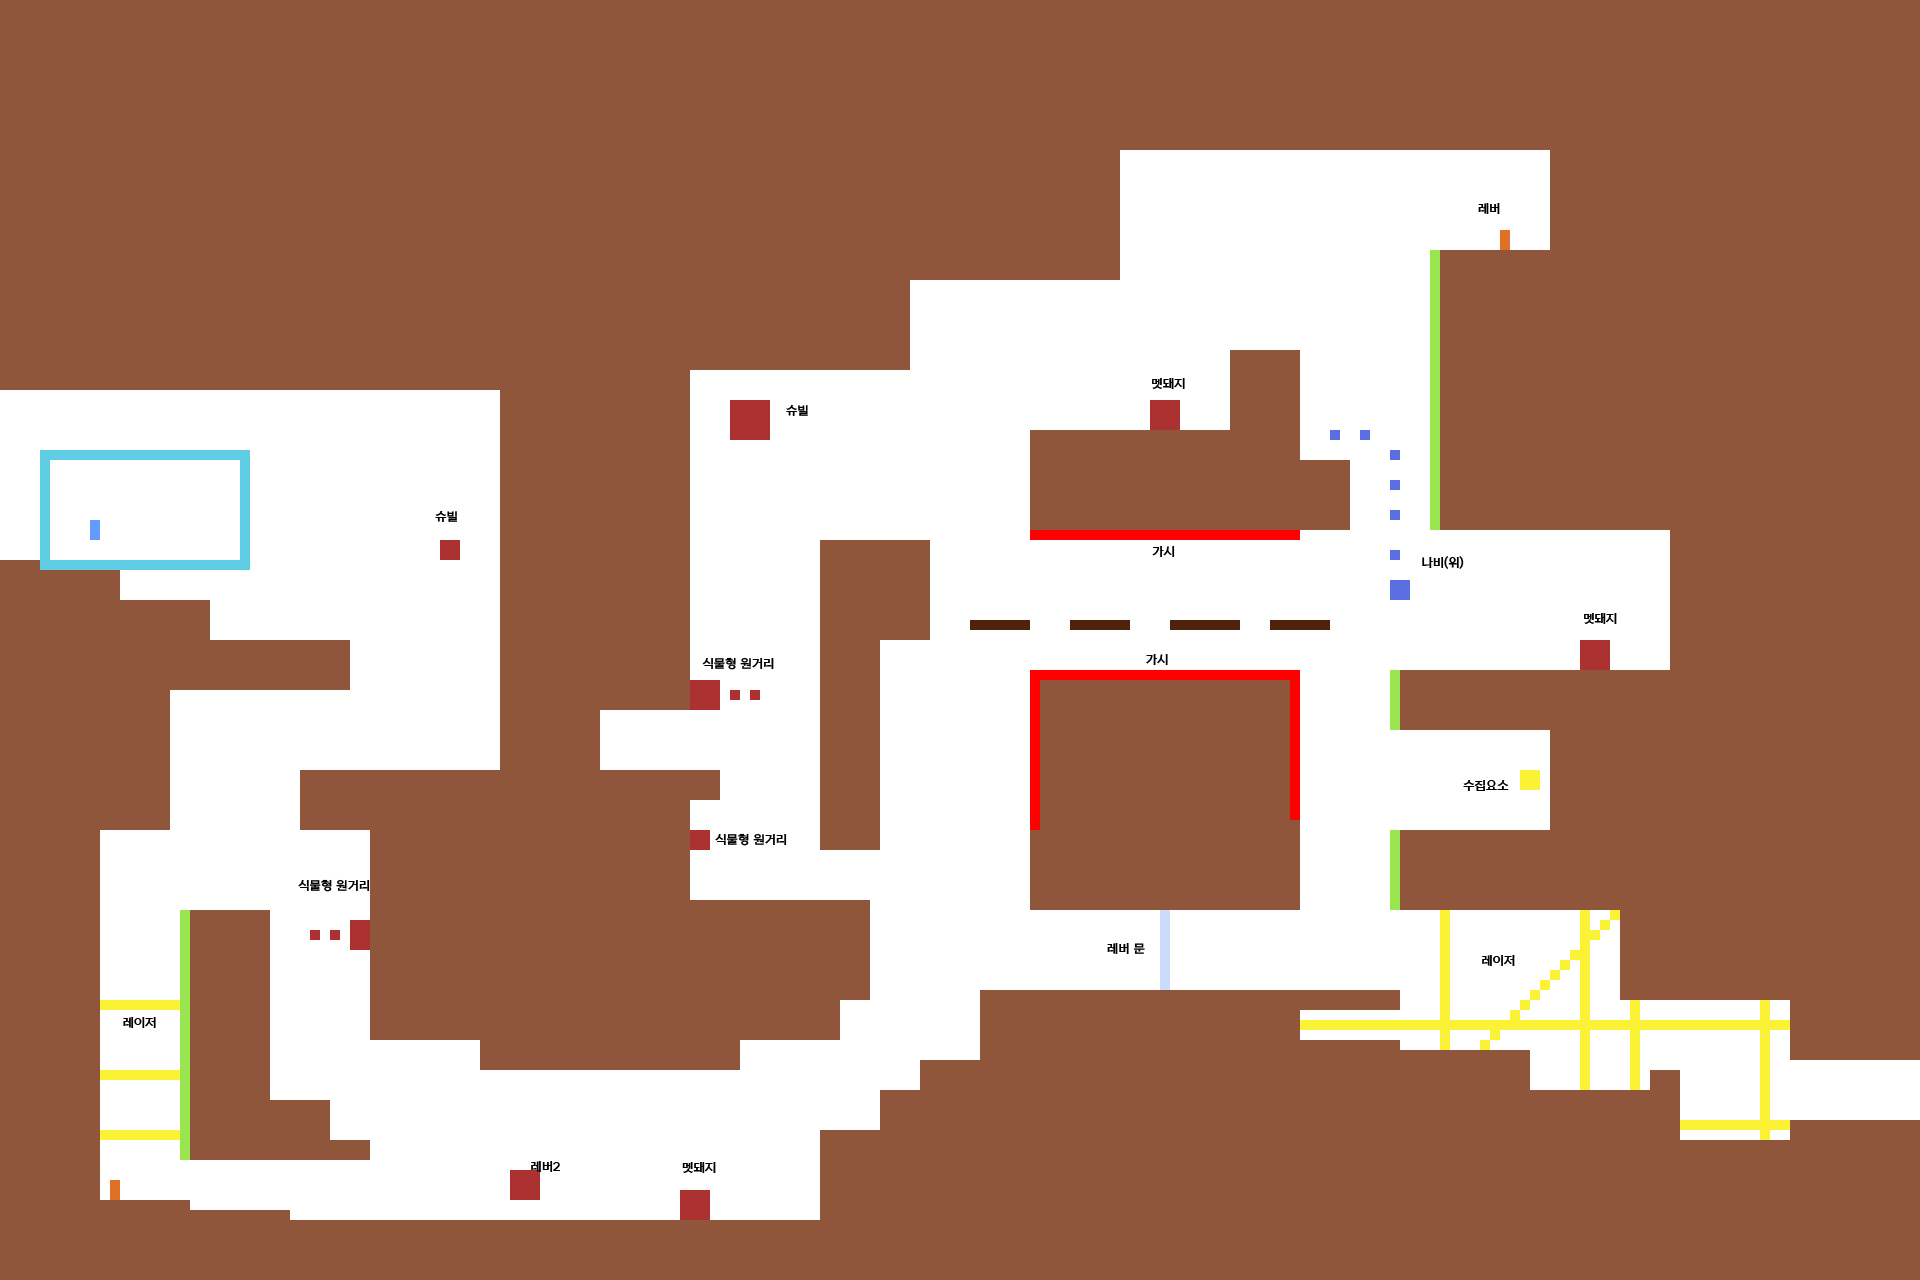 레버
멧돼지
슈빌
슈빌
가시
나비(위)
멧돼지
가시
식물형 원거리
수집요소
식물형 원거리
식물형 원거리
레버 문
레이저
레이저
레버2
멧돼지